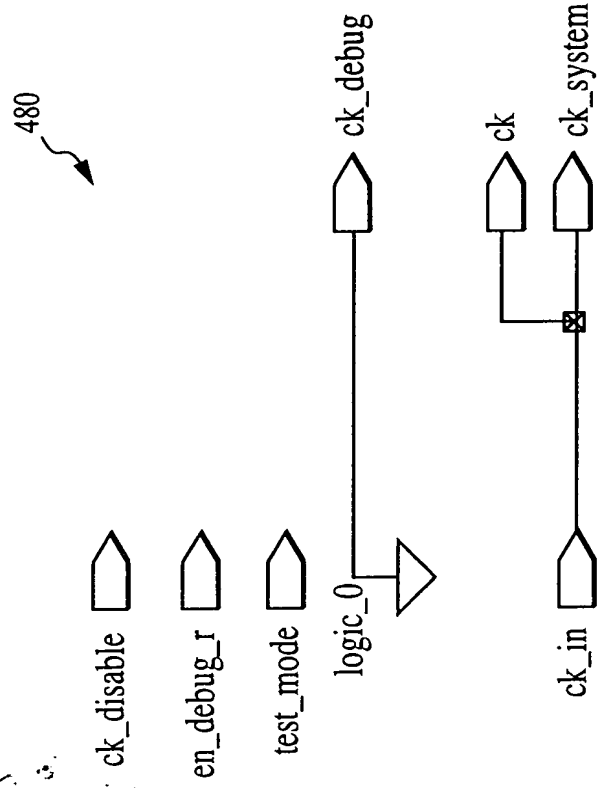 480
ck_disable
en_debug_r
test_mode
logic_0
ck_debug
ck
ck_in
ck_system